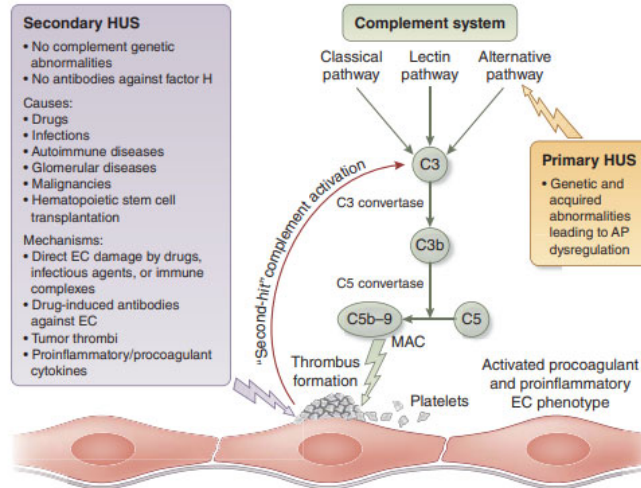 Secondary HUS
• No complement genetic
abnormalities
• No antibodies against factor H
Causes:
• Drugs
• Infections
• Autoimmune diseases
• Glomerular diseases
• Malignancies
• Hematopoietic stem cell
transplantation
Mechanisms:
• Direct EC damage by drugs,
infectious agents, or immune
complexes
• Drug-induced antibodies
against EC
• Tumor thrombi
• Proinflammatory/procoagulant
cytokines
Complement system
Classical
pathway
Lectin
pathway
Alternative
pathway
C3
C3 convertase
C3b
C5 convertase
C5b–9
C5
MAC
"Second-hit" complement activation
Primary HUS
• Genetic and
acquired
abnormalities
leading to AP
dysregulation
Thrombus
formation
Platelets
Activated procoagulant
and proinflammatory
EC phenotype